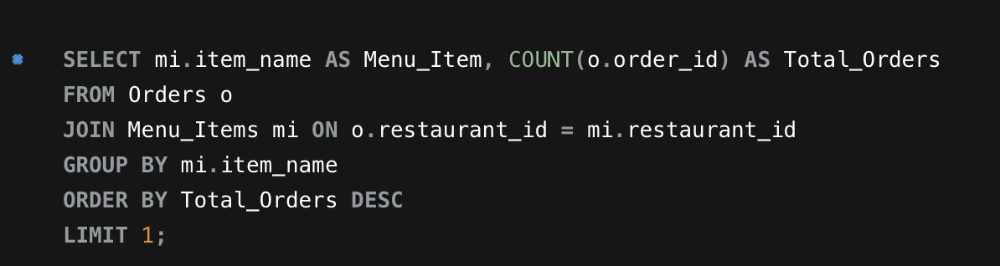 SELECT mi.item_name AS Menu_Item, COUNT(o.order_id) AS Total_Orders
FROM Orders o
JOIN Menu_Items mi ON o.restaurant_id = mi.restaurant_id
GROUP BY mi.item_name
ORDER BY Total_Orders DESC
LIMIT 1;